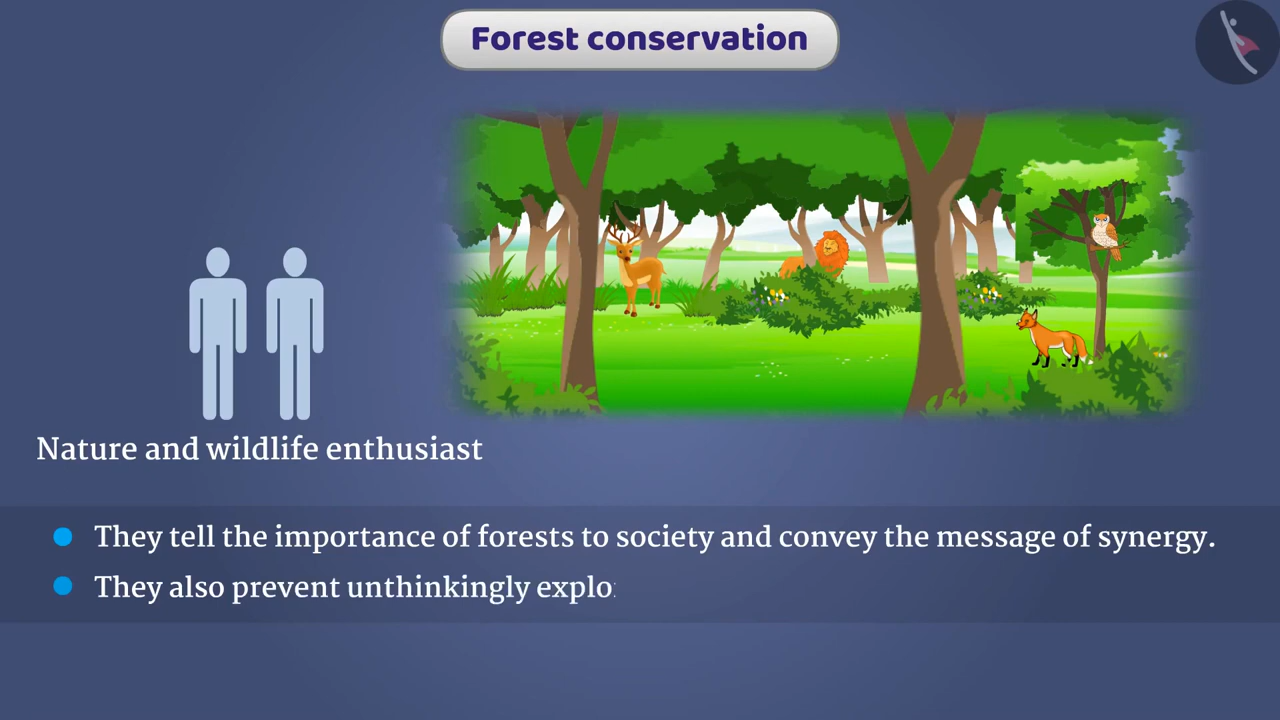 Forest conservation
Nature and wildlife enthusiast
They tell the importance of forests to society and convey the message of synergy.
They also prevent unthinkingly explo